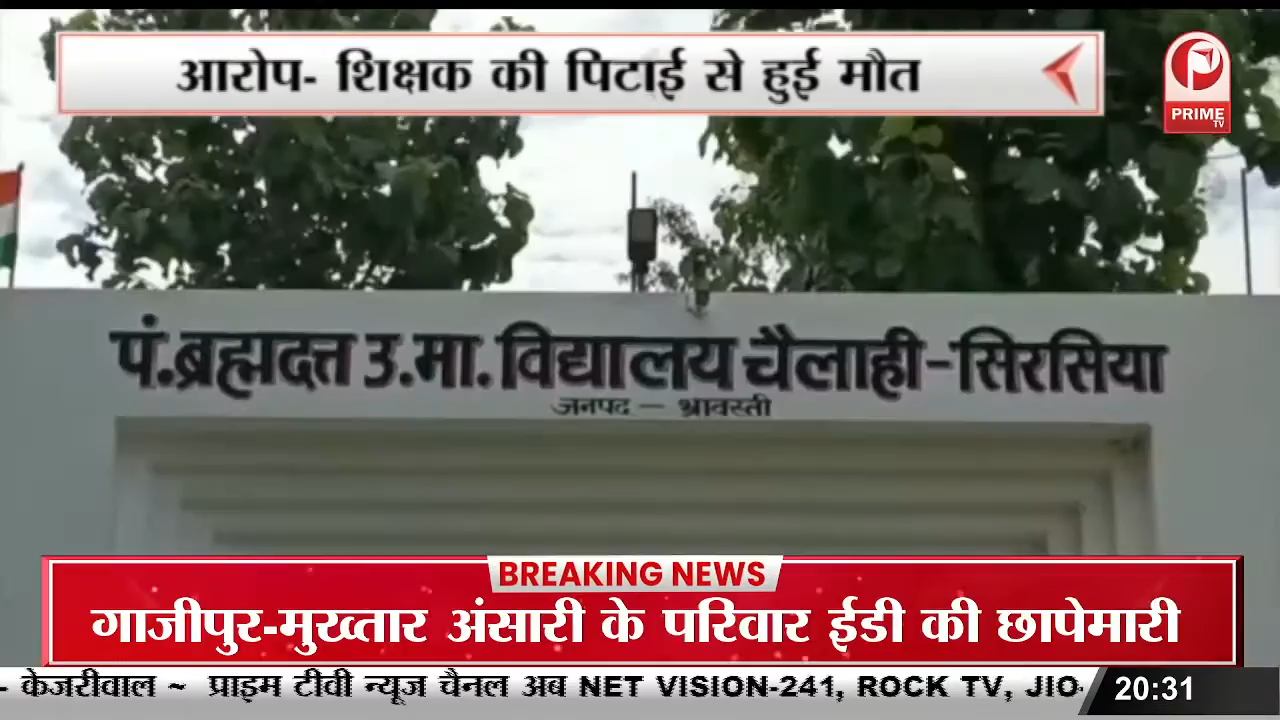 आरोप- शिक्षक की पिटाई से हुई मौत
PRIME
TV
पं.ब्रह्मदत्त उ.मा. विद्यालय चैलाही-सिरसिया
जनपद - श्रावस्ती
BREAKING NEWS
गाजीपुर-मुख्तार अंसारी के परिवार ईडी की छापेमारी
- केजरीवाल ~ प्राइम टीवी न्यूज चैनल अब NET VISION-241, ROCK TV, JIO
20:31